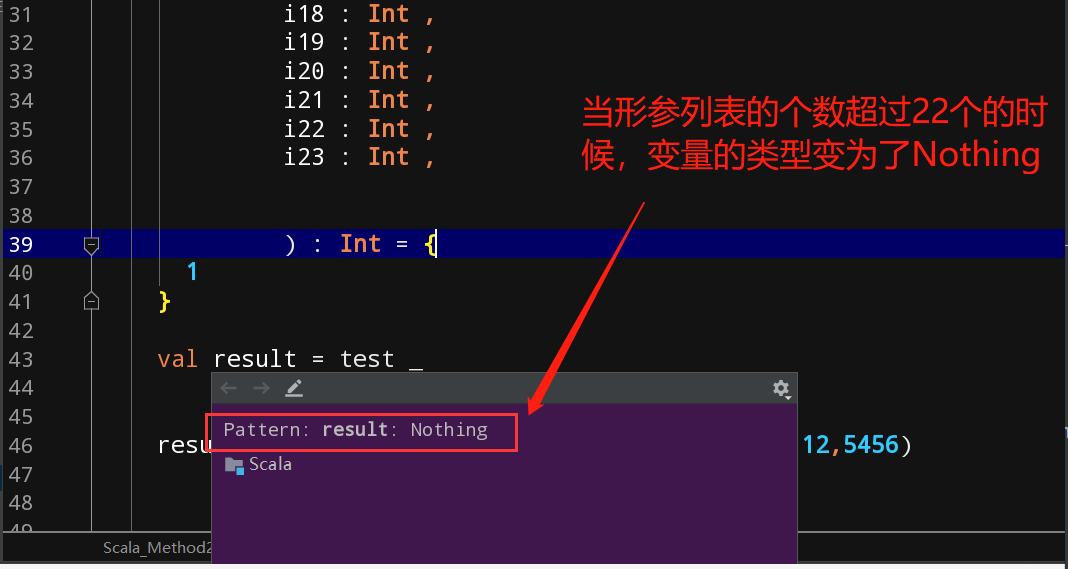 31 i18 : Int ,
32 i19 : Int ,
33 i20 : Int ,
34 i21 : Int ,
35 i22 : Int ,
36 i23 : Int ,
当形参列表的个数超过22个的时
候，变量的类型变为了Nothing
37
38
39 ) : Int = {
40 1
41 }
42
43 val result = test _
44
45
Pattern: result: Nothing
46 resu 12,5456)
Scala
47
48
49
Scala_Method2